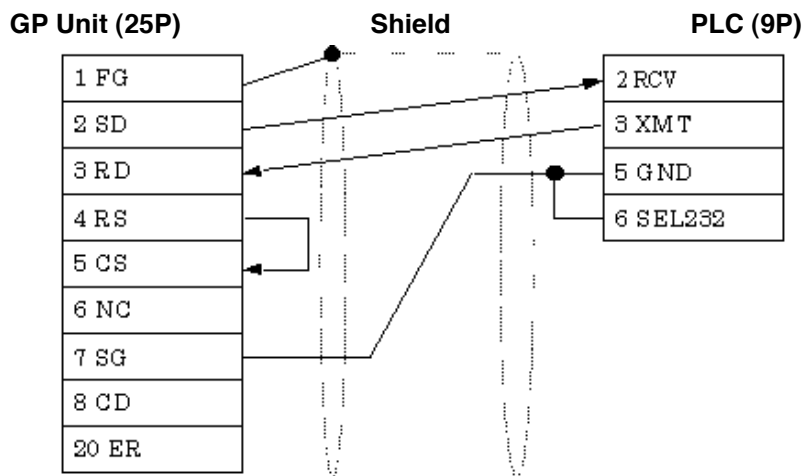 GP Unit (25P) Shield PLC (9P)
1 FG
2 SD
3 RD
4 RS
5 CS
6 NC
7 SG
8 CD
20 ER
2 RCV
3 XMT
5 GND
6 SEL232